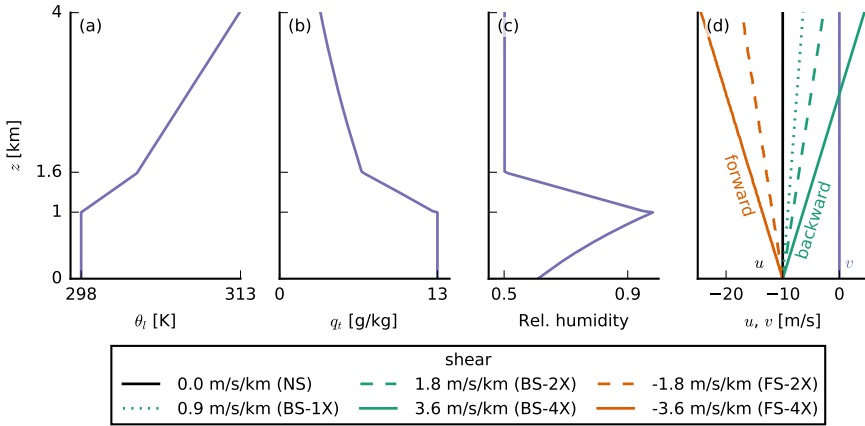 (a)
(b)
(c)
(d)
4
1.6
1
0
z [km]
298
313
θl [K]
0
13
qt [g/kg]
0.5
0.9
Rel. humidity
forward
backward
u
v
−20
−10
0
u, v [m/s]
shear
0.0 m/s/km (NS)
1.8 m/s/km (BS-2X)
-1.8 m/s/km (FS-2X)
0.9 m/s/km (BS-1X)
3.6 m/s/km (BS-4X)
-3.6 m/s/km (FS-4X)